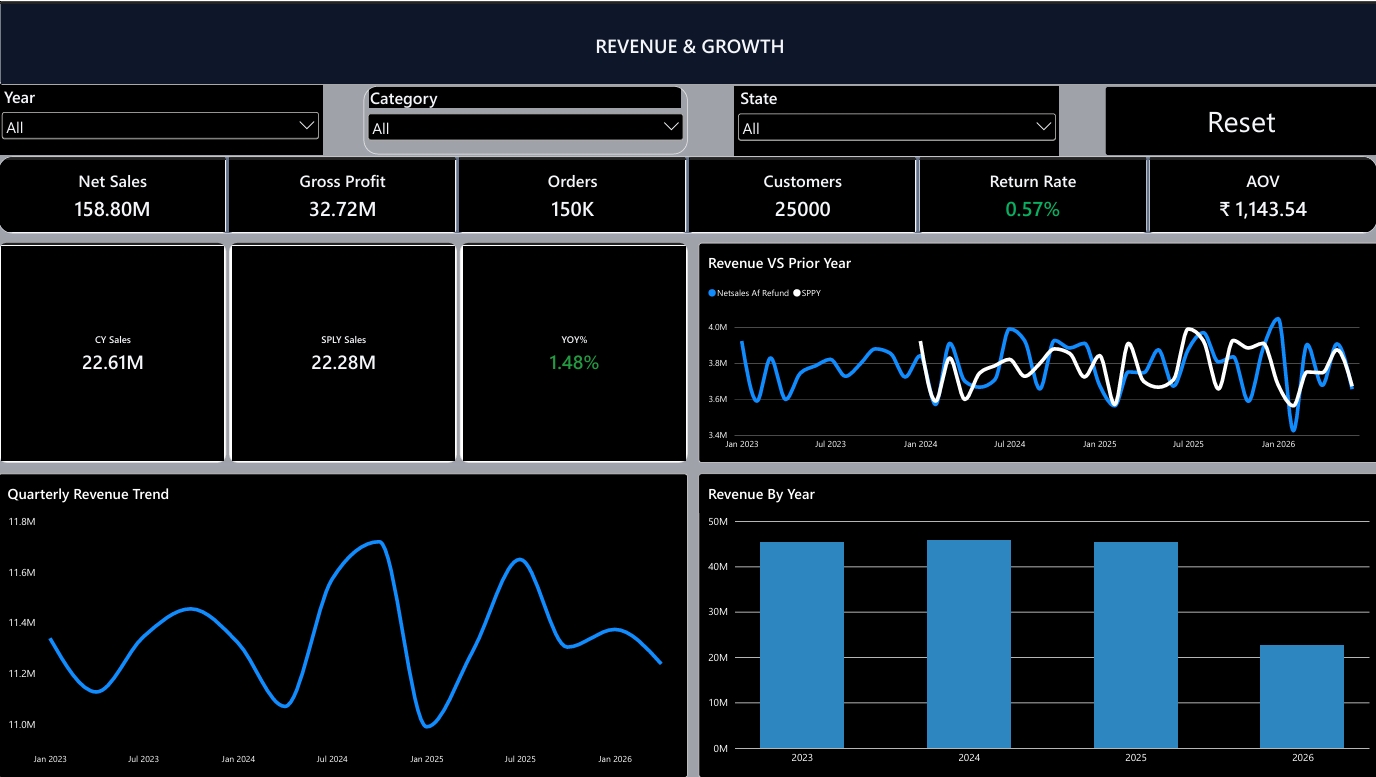 REVENUE & GROWTH
Year
All
Category
All
State
All
Reset
Net Sales
158.80M
Gross Profit
32.72M
Orders
150K
Customers
25000
Return Rate
0.57%
AOV
₹ 1,143.54
CY Sales
22.61M
SPLY Sales
22.28M
YOY%
1.48%
Revenue VS Prior Year
Netsales Af Refund SPPY
4.0M
3.8M
3.6M
3.4M
Jan 2023 Jul 2023 Jan 2024 Jul 2024 Jan 2025 Jul 2025 Jan 2026
Quarterly Revenue Trend
11.8M
11.6M
11.4M
11.2M
11.0M
Jan 2023 Jul 2023 Jan 2024 Jul 2024 Jan 2025 Jul 2025 Jan 2026
Revenue By Year
50M
40M
30M
20M
10M
0M
2023 2024 2025 2026